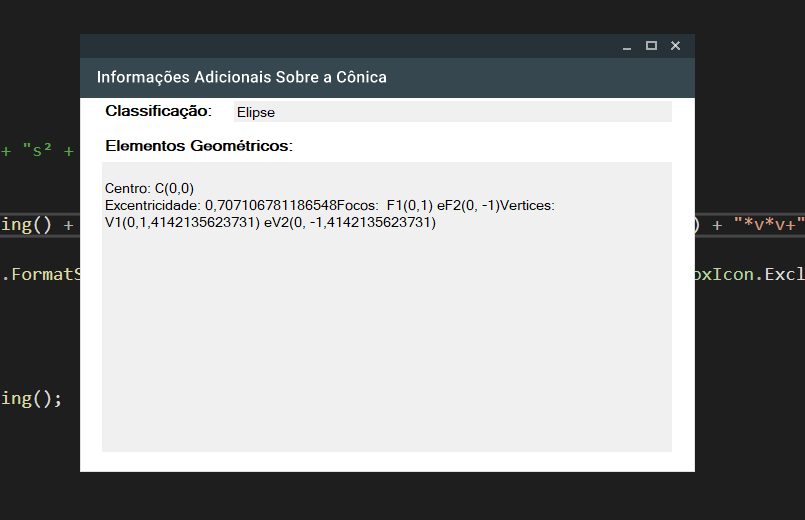 Informações Adicionais Sobre a Cônica
Classificação: Elipse
+ "s² +
Elementos Geométricos:
Centro: C(0,0)
Excentricidade: 0,707106781186548Focos:  F1(0,1) eF2(0, -1)Vertices:
ing() + V1(0,1,4142135623731) eV2(0, -1,4142135623731) ) + "*v*v+"
.FormatS oxIcon.Excl
ing();